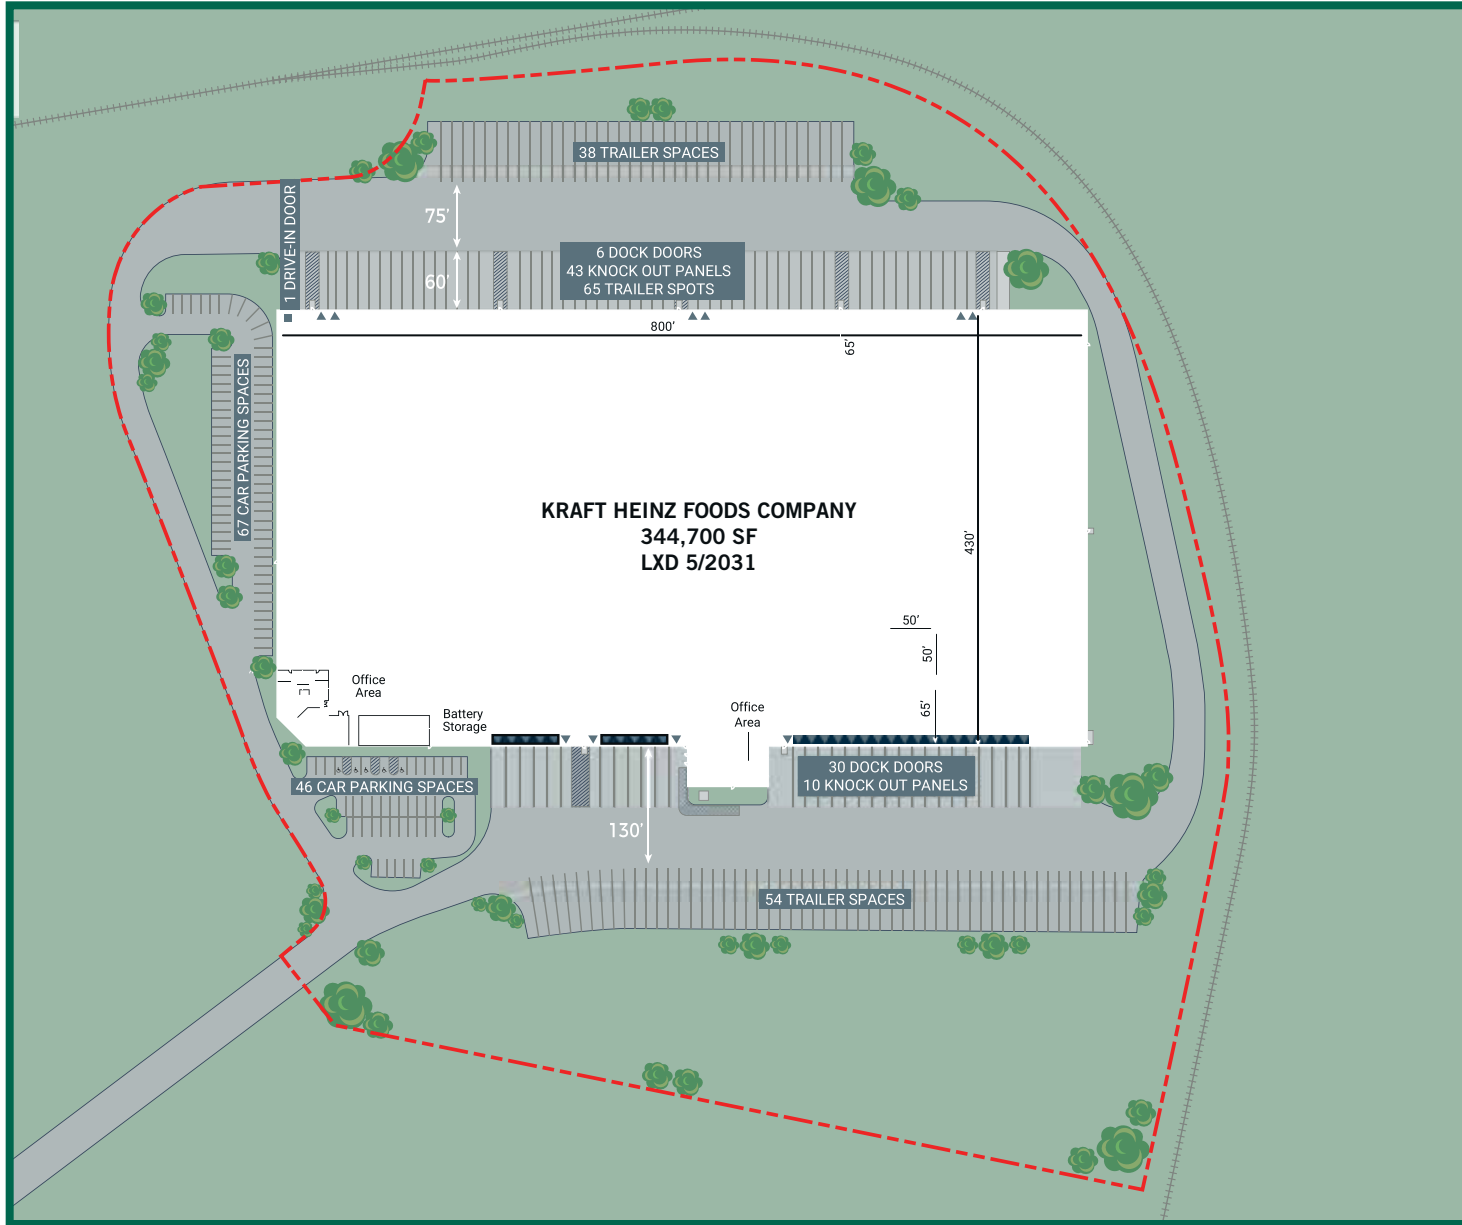 38 TRAILER SPACES
1 DRIVE-IN DOOR
75'
6 DOCK DOORS
43 KNOCK OUT PANELS
65 TRAILER SPOTS
60'
800'
65'
67 CAR PARKING SPACES
KRAFT HEINZ FOODS COMPANY
344,700 SF
LXD 5/2031
430'
50'
50'
65'
Office
Area
Battery
Storage
Office
Area
46 CAR PARKING SPACES
30 DOCK DOORS
10 KNOCK OUT PANELS
130'
54 TRAILER SPACES